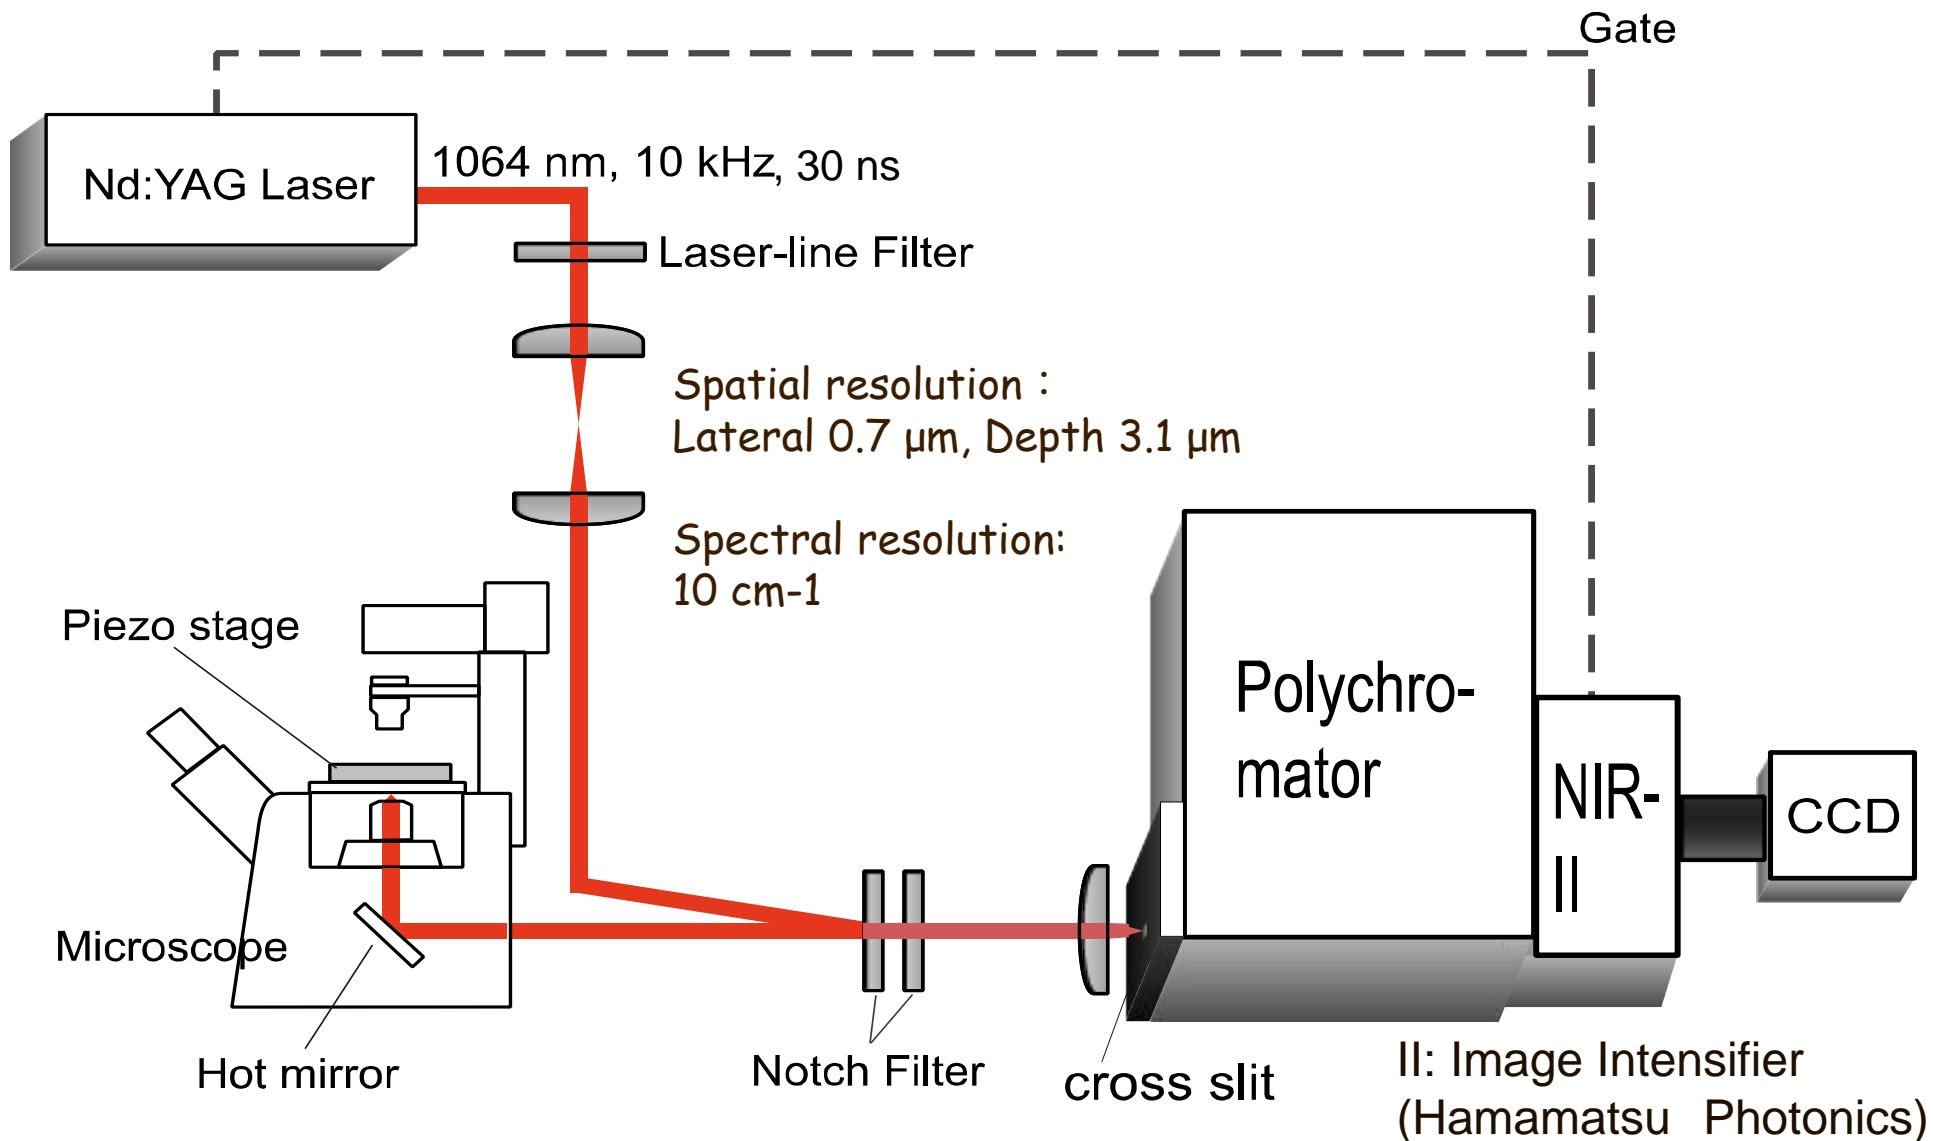 Gate
Nd:YAG Laser
1064 nm, 10 kHz, 30 ns
Laser-line Filter
Spatial resolution :
Lateral 0.7 µm, Depth 3.1 µm
Spectral resolution:
10 cm-1
Piezo stage
Polychro-
mator
NIR-
II
CCD
Microscope
Hot mirror
Notch Filter
cross slit
II: Image Intensifier
(Hamamatsu Photonics)